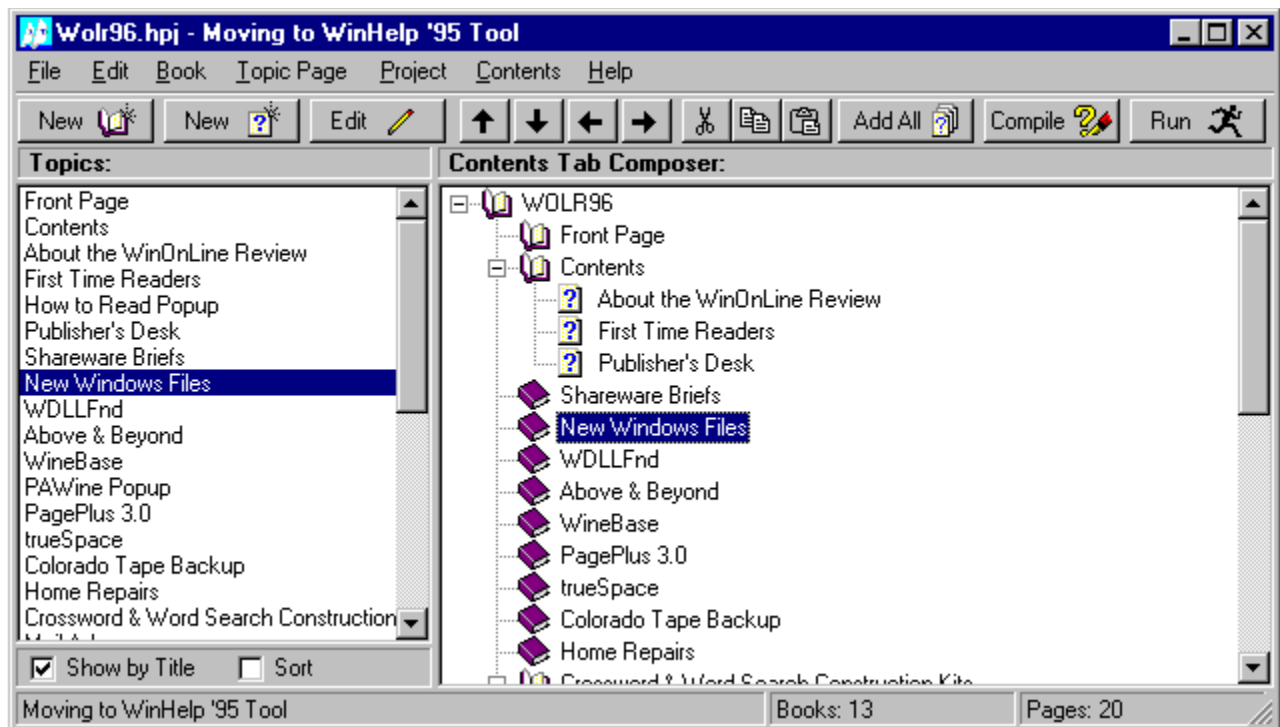 Wolr96.hpj - Moving to WinHelp '95 Tool
File Edit Book Topic Page Project Contents Help
New New Edit Add All Compile Run
Topics:
Front Page
Contents
About the WinOnLine Review
First Time Readers
How to Read Popup
Publisher's Desk
Shareware Briefs
New Windows Files
WDLLFnd
Above & Beyond
WineBase
PAWine Popup
PagePlus 3.0
trueSpace
Colorado Tape Backup
Home Repairs
Crossword & Word Search Construction
Show by Title Sort
Contents Tab Composer:
WOLR96
Front Page
Contents
About the WinOnLine Review
First Time Readers
Publisher's Desk
Shareware Briefs
New Windows Files
WDLLFnd
Above & Beyond
WineBase
PagePlus 3.0
trueSpace
Colorado Tape Backup
Home Repairs
Crossword & Word Search Construction Kits
Moving to WinHelp '95 Tool Books: 13 Pages: 20